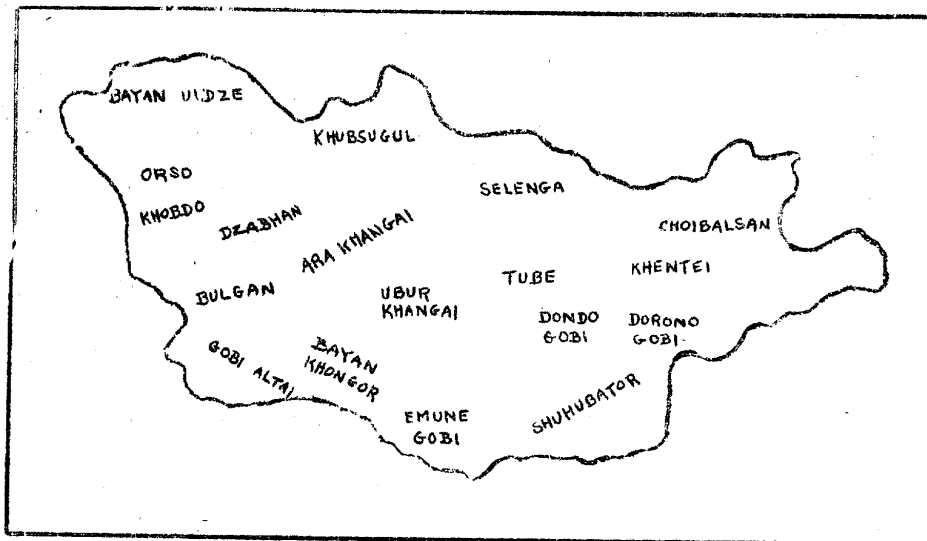 BAYAN ULDZE
KHUBSUGUL
ORSO
SELENGA
KHOBDO
DZABHAN
CHOIBALSAN
ARA KHANGAI
KHENTEI
TUBE
BULGAN
UBUR
KHANGAI
DONDO
GOBI
DORONO
GOBI
GOBI ALTAI
BAYAN
KHONGOR
SHUHUBATOR
EMUNE
GOBI